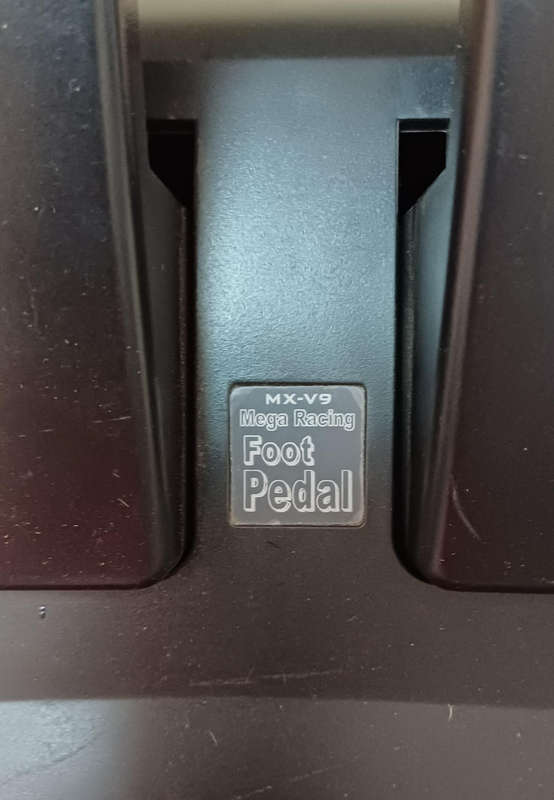 MX-V9
Mega Racing
Foot
Pedal